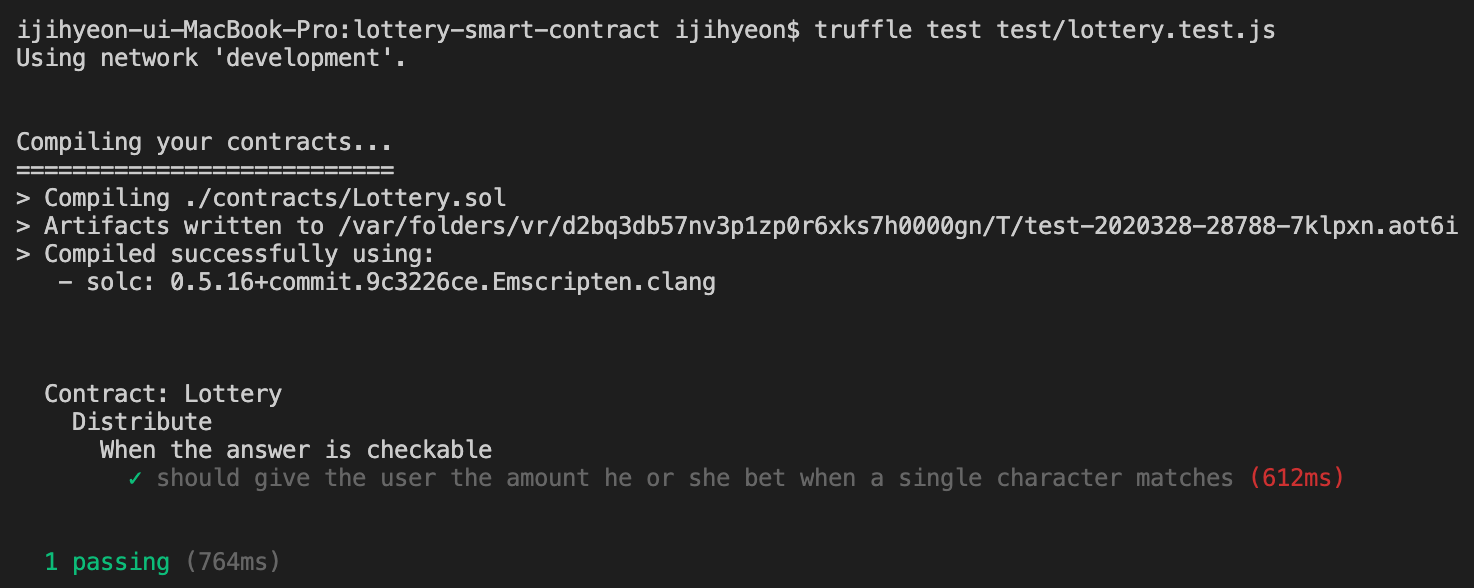 ijihyeon-ui-MacBook-Pro:lottery-smart-contract ijihyeon$ truffle test test/lottery.test.js
Using network 'development'.
Compiling your contracts...
===========================
> Compiling ./contracts/Lottery.sol
> Artifacts written to /var/folders/vr/d2bq3db57nv3p1zp0r6xks7h0000gn/T/test-2020328-28788-7klpxn.aot6i
> Compiled successfully using:
- solc: 0.5.16+commit.9c3226ce.Emscripten.clang
Contract: Lottery
Distribute
When the answer is checkable
✓ should give the user the amount he or she bet when a single character matches (612ms)
1 passing (764ms)